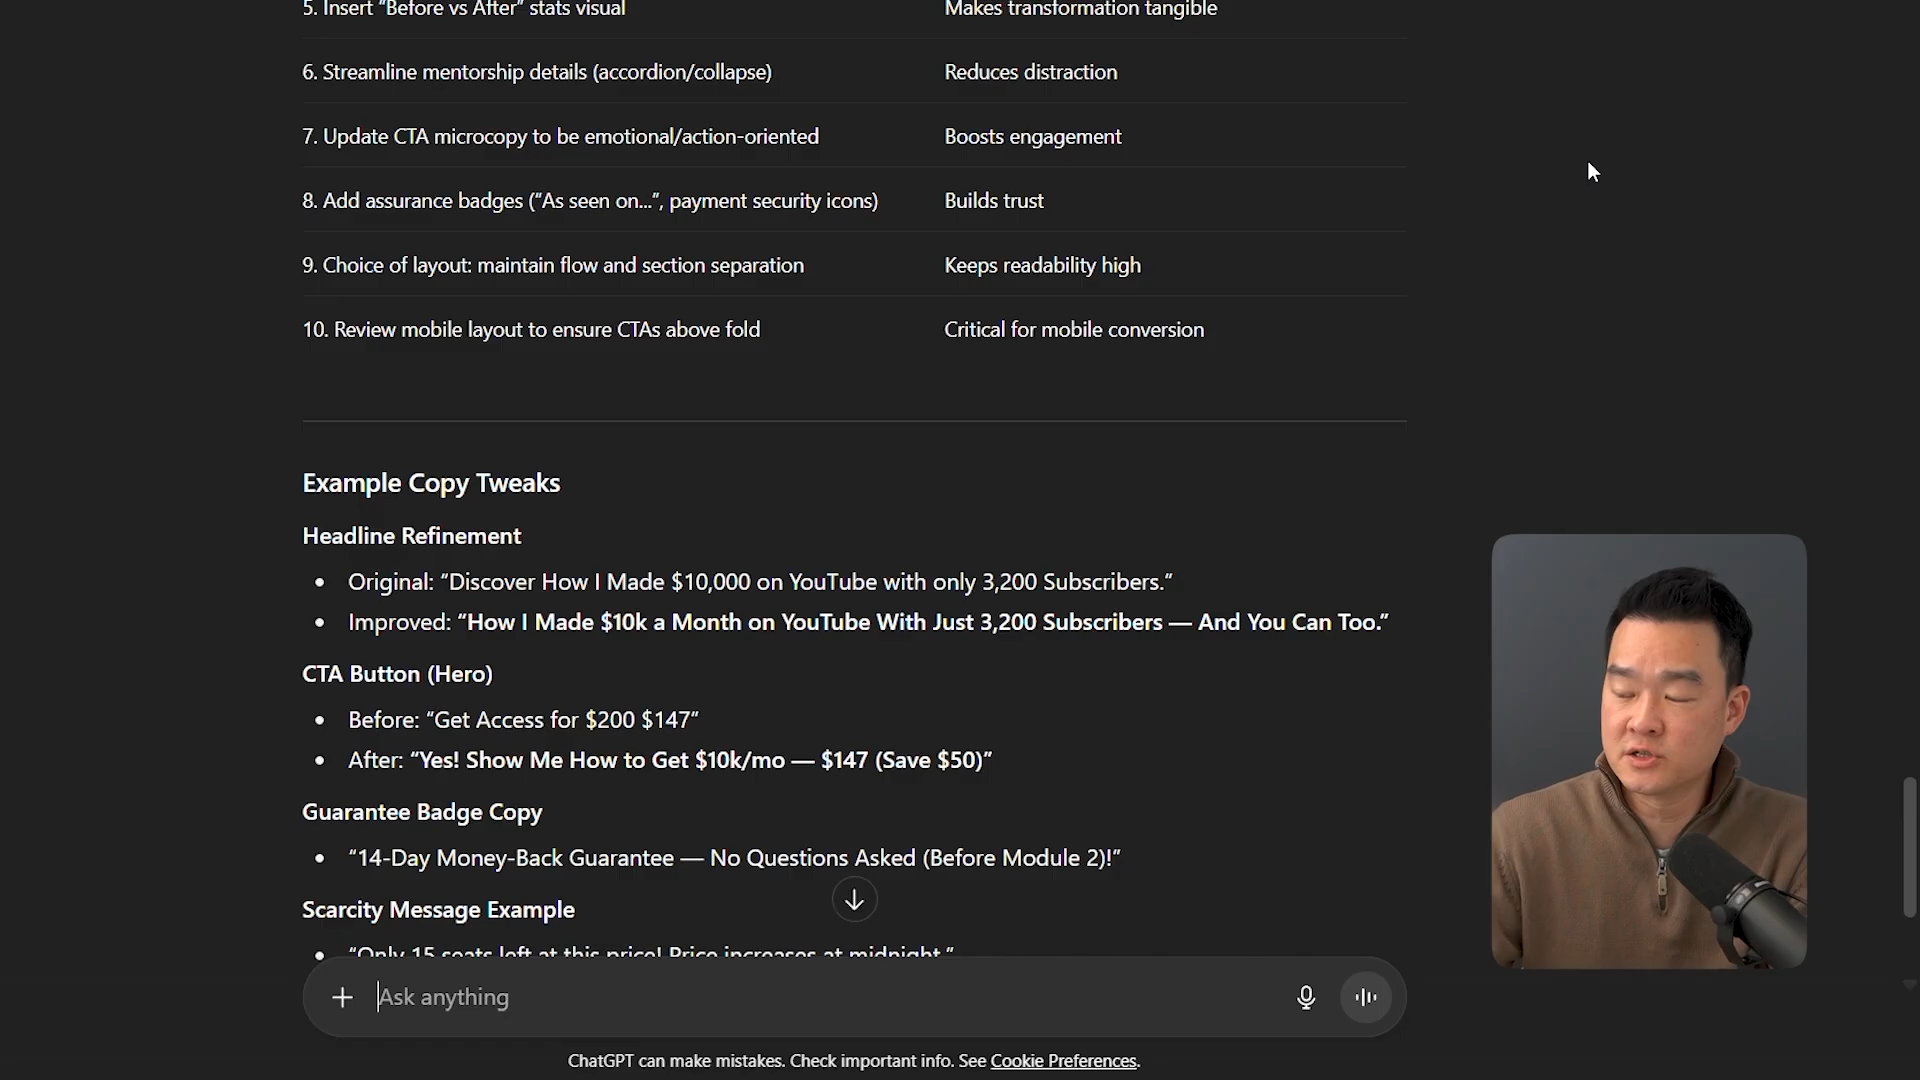 5. Insert “Before vs After” stats visual
Makes transformation tangible
6. Streamline mentorship details (accordion/collapse)
Reduces distraction
7. Update CTA microcopy to be emotional/action-oriented
Boosts engagement
8. Add assurance badges (“As seen on...”, payment security icons)
Builds trust
9. Choice of layout: maintain flow and section separation
Keeps readability high
10. Review mobile layout to ensure CTAs above fold
Critical for mobile conversion
Example Copy Tweaks
Headline Refinement
• Original: “Discover How I Made $10,000 on YouTube with only 3,200 Subscribers.”
• Improved: “How I Made $10k a Month on YouTube With Just 3,200 Subscribers — And You Can Too.”
CTA Button (Hero)
• Before: “Get Access for $200 $147”
• After: “Yes! Show Me How to Get $10k/mo — $147 (Save $50)”
Guarantee Badge Copy
• “14-Day Money-Back Guarantee — No Questions Asked (Before Module 2)!”
Scarcity Message Example
• “Only 15 seats left at this price! Price increases at midnight.”
Ask anything
ChatGPT can make mistakes. Check important info. See Cookie Preferences.